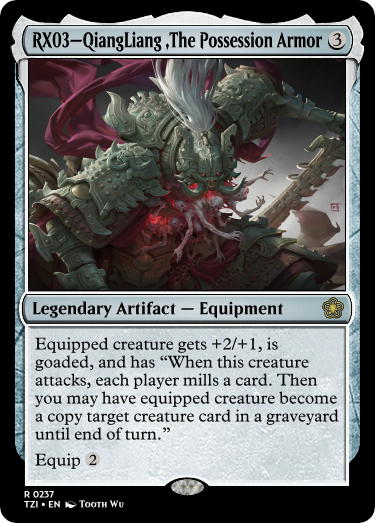 RX03–QiangLiang ,The Possession Armor 3
Legendary Artifact — Equipment
Equipped creature gets +2/+1, is
goaded, and has “When this creature
attacks, each player mills a card. Then
you may have equipped creature become
a copy target creature card in a graveyard
until end of turn.”
Equip 2
R 0237
TZI • EN Tooth Wu